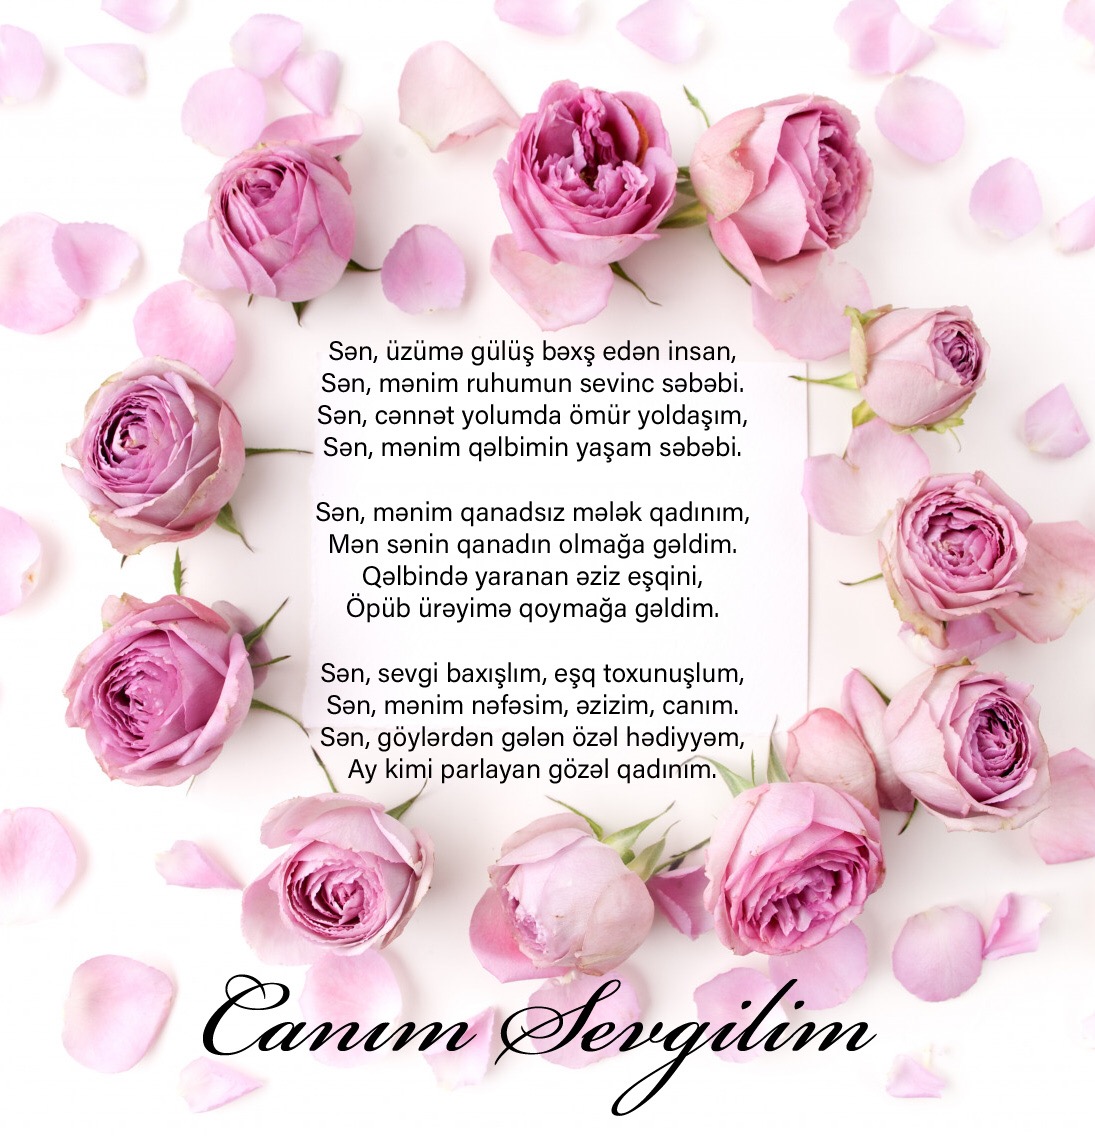 Sən, üzümə gülüş bəxş edən insan,
Sən, mənim ruhumun sevinc səbəbi.
Sən, cənnət yolumda ömür yoldaşım,
Sən, mənim qəlbimin yaşam səbəbi.
Sən, mənim qanadsız mələk qadınım,
Mən sənin qanadın olmağa gəldim.
Qəlbində yaranan əziz eşqini,
Öpüb ürəyimə qoymağa gəldim.
Sən, sevgi baxışlım, eşq toxunuşlum,
Sən, mənim nəfəsim, əzizim, canım.
Sən, göylərdən gələn özəl hədiyyəm,
Ay kimi parlayan gözəl qadınım.
Canım Sevgilim